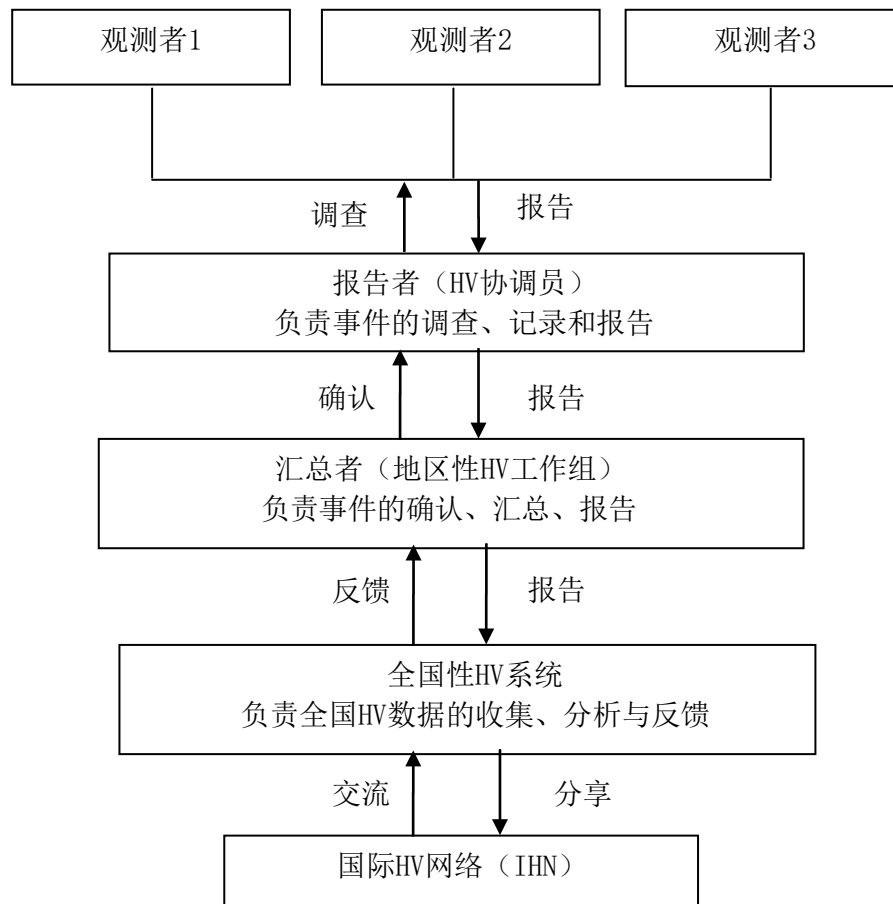 观测者1
观测者2
观测者3
调查
报告
报告者（HV协调员）
负责事件的调查、记录和报告
确认
报告
汇总者（地区性HV工作组）
负责事件的确认、汇总、报告
反馈
报告
全国性HV系统
负责全国HV数据的收集、分析与反馈
交流
分享
国际HV网络（IHN）